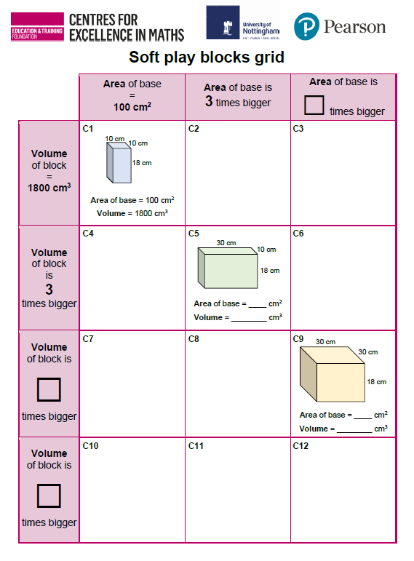 EDUCATION & TRAINING
FOUNDATION
CENTRES FOR
EXCELLENCE IN MATHS
University of
Nottingham
Pearson
Soft play blocks grid
Area of base
=
100 cm²
Area of base is
3 times bigger
Area of base is
times bigger
Volume
of block
=
1800 cm³
C1
10 cm
10 cm
18 cm
Area of base = 100 cm²
Volume = 1800 cm³
C2
C3
Volume
of block
is
3
times bigger
C4
C5
30 cm
10 cm
18 cm
Area of base = ____ cm²
Volume = ________ cm³
C6
Volume
of block is
times bigger
C7
C8
C9
30 cm
30 cm
18 cm
Area of base = ____ cm²
Volume = ________ cm³
Volume
of block is
times bigger
C10
C11
C12